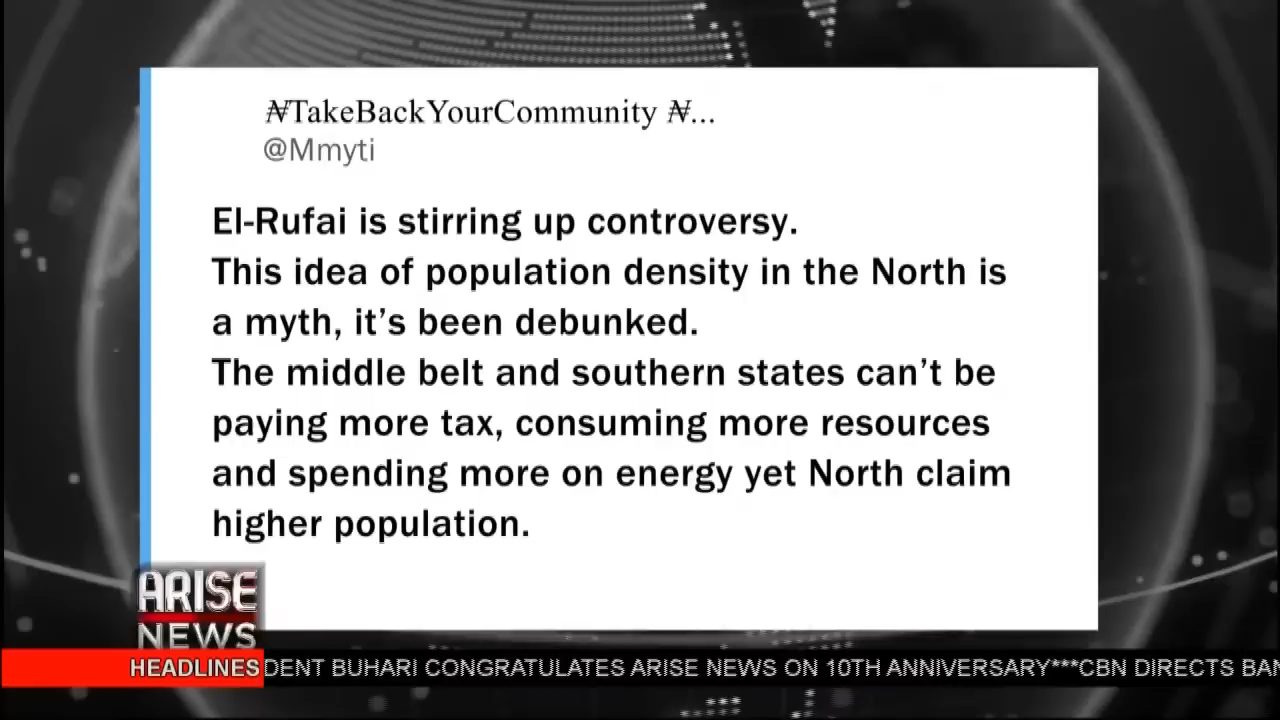 ₦TakeBackYourCommunity ₦...
@Mmyti
El-Rufai is stirring up controversy.
This idea of population density in the North is
a myth, it’s been debunked.
The middle belt and southern states can’t be
paying more tax, consuming more resources
and spending more on energy yet North claim
higher population.
ARISE
NEWS
HEADLINES DENT BUHARI CONGRATULATES ARISE NEWS ON 10TH ANNIVERSARY***CBN DIRECTS BAN